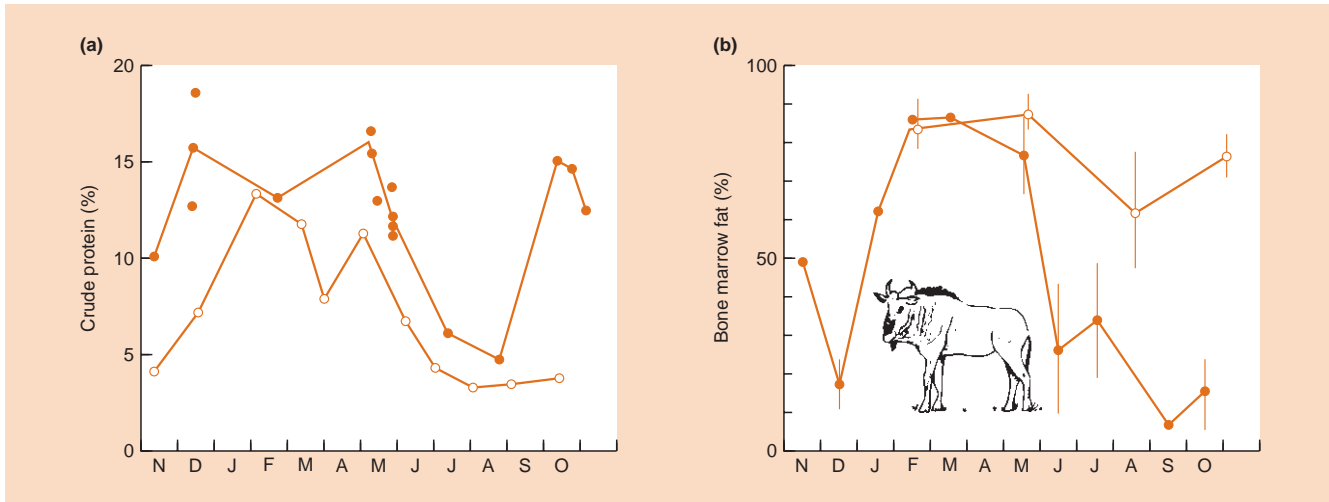 (a)
20
15
10
5
0
Crude protein (%)
N D J F M A M J J A S O
(b)
100
50
0
Bone marrow fat (%)
N D J F M A M J J A S O